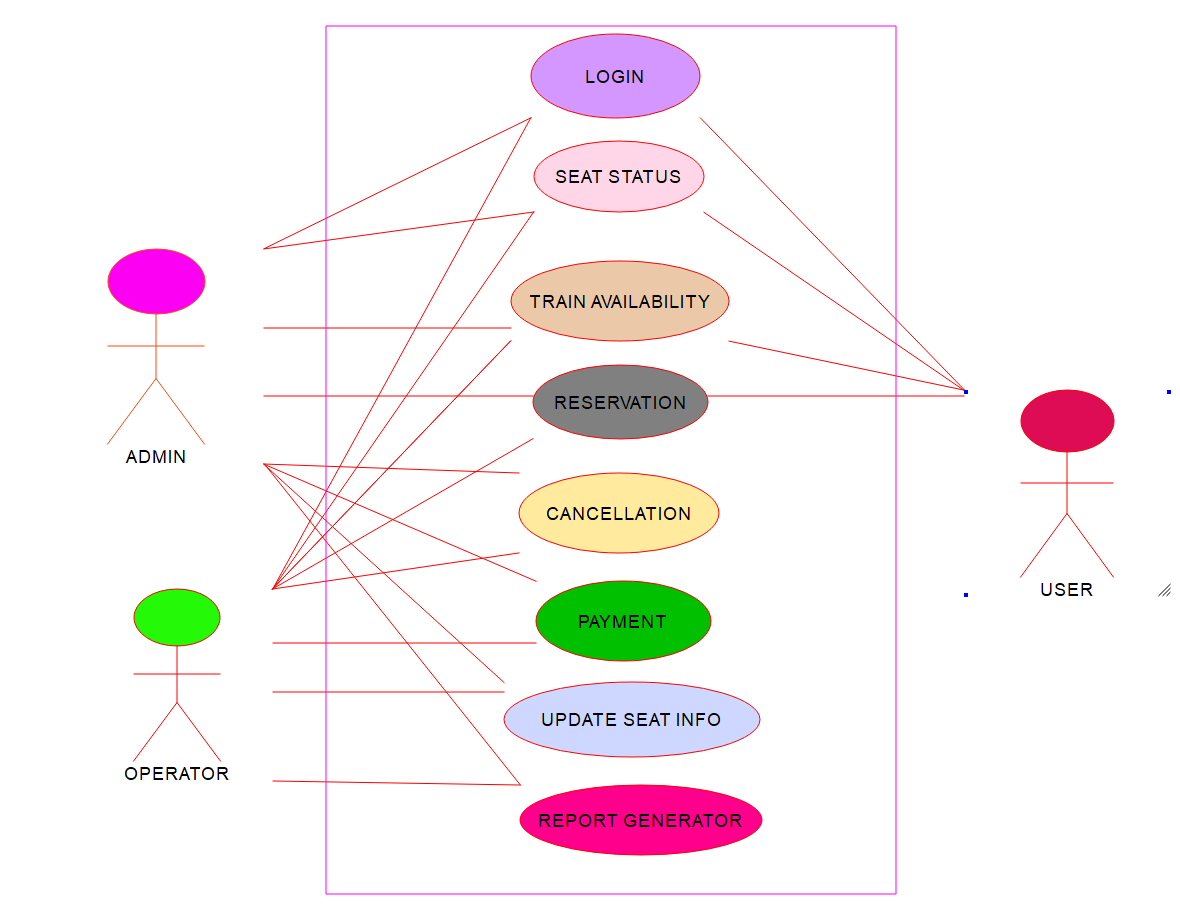 LOGIN
SEAT STATUS
TRAIN AVAILABILITY
RESERVATION
ADMIN
CANCELLATION
USER
PAYMENT
UPDATE SEAT INFO
OPERATOR
REPORT GENERATOR